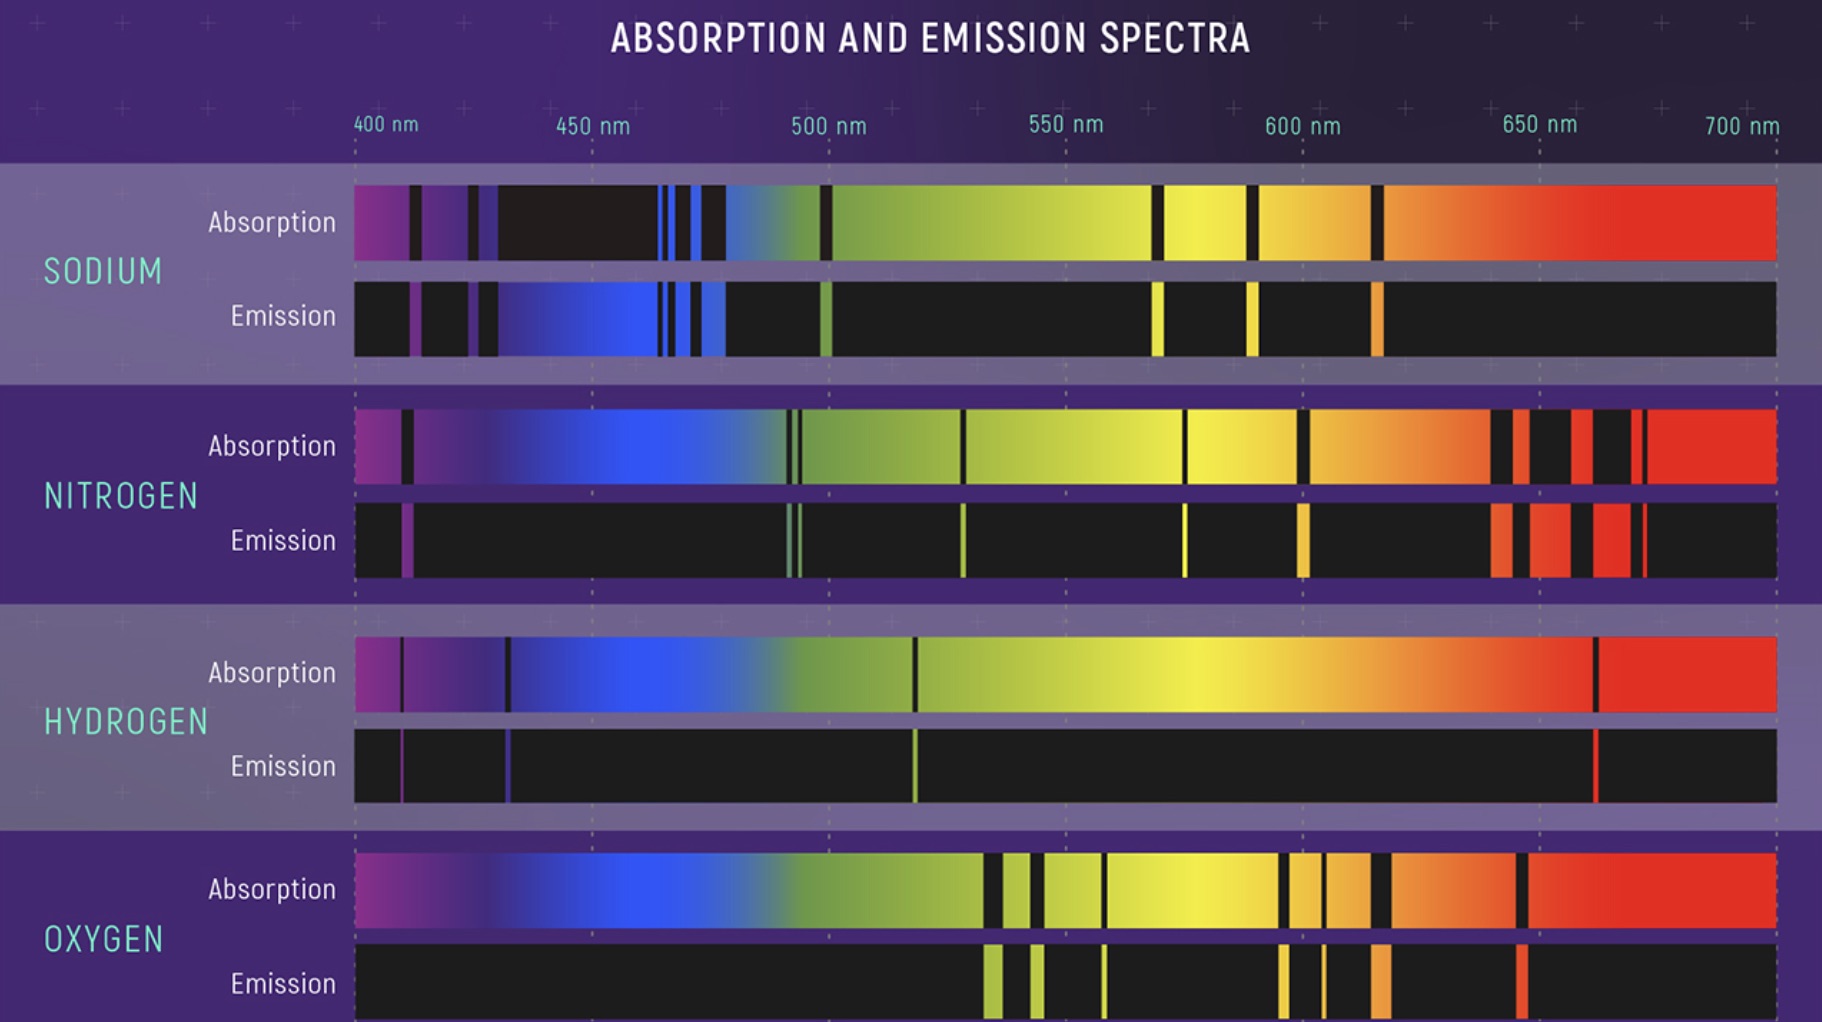 ABSORPTION AND EMISSION SPECTRA
400 nm 450 nm 500 nm 550 nm 600 nm 650 nm 700 nm
Absorption
SODIUM
Emission
Absorption
NITROGEN
Emission
Absorption
HYDROGEN
Emission
Absorption
OXYGEN
Emission